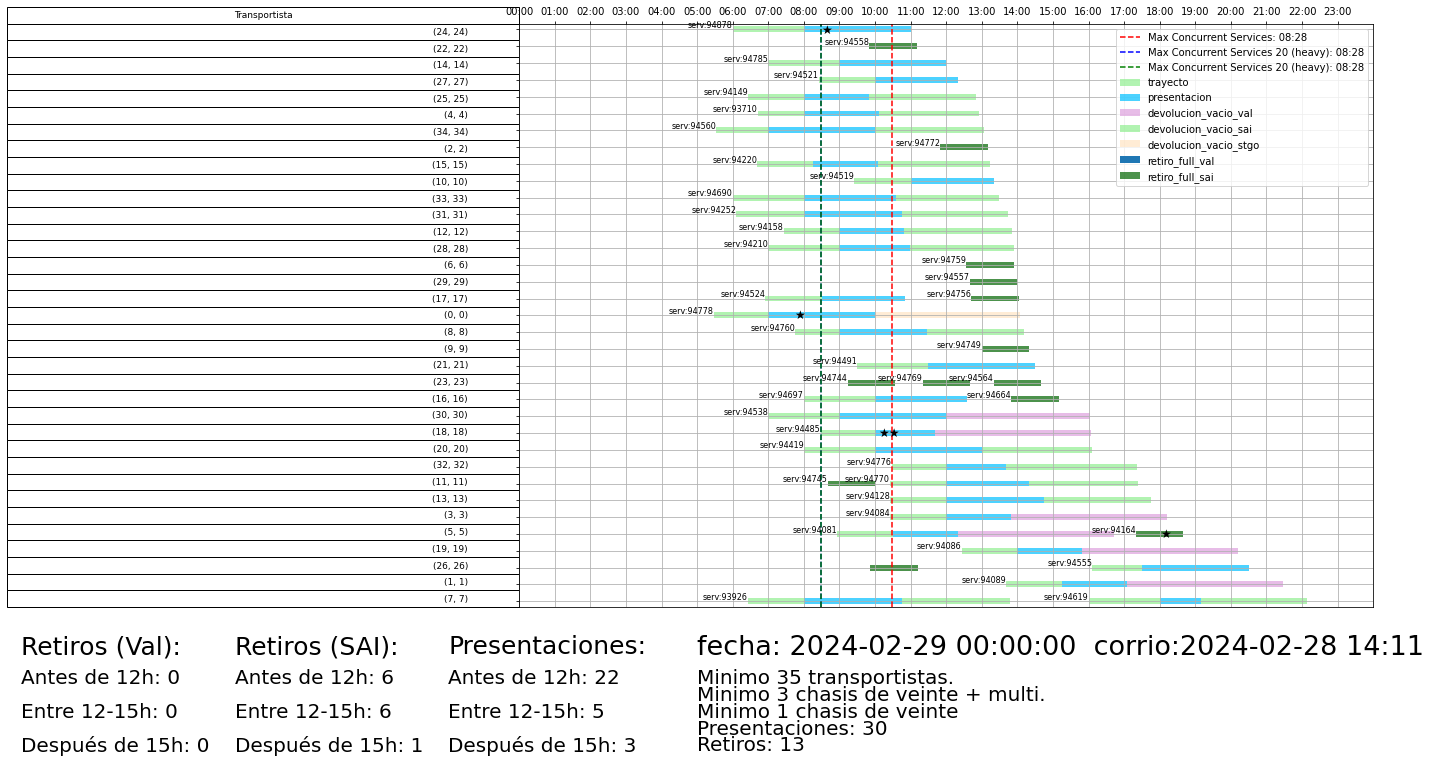 Transportista
00:00 01:00 02:00 03:00 04:00 05:00 06:00 07:00 08:00 09:00 10:00 11:00 12:00 13:00 14:00 15:00 16:00 17:00 18:00 19:00 20:00 21:00 22:00 23:00
(24, 24) serv:94878
(22, 22) serv:94558
(14, 14) serv:94785
(27, 27) serv:94521
(25, 25) serv:94149
(4, 4) serv:93710
(34, 34) serv:94560
(2, 2) serv:94772
(15, 15) serv:94220
(10, 10) serv:94519
(33, 33) serv:94690
(31, 31) serv:94252
(12, 12) serv:94158
(28, 28) serv:94210
(6, 6) serv:94759
(29, 29) serv:94557
(17, 17) serv:94524 serv:94756
(0, 0) serv:94778
(8, 8) serv:94760
(9, 9) serv:94749
(21, 21) serv:94491
(23, 23) serv:94744 serv:94769 serv:94564
(16, 16) serv:94697 serv:94664
(30, 30) serv:94538
(18, 18) serv:94485
(20, 20) serv:94419
(32, 32) serv:94776
(11, 11) serv:94745 serv:94770
(13, 13) serv:94128
(3, 3) serv:94084
(5, 5) serv:94081 serv:94164
(19, 19) serv:94086
(26, 26) serv:94555
(1, 1) serv:94089
(7, 7) serv:93926 serv:94619
Max Concurrent Services: 08:28
Max Concurrent Services 20 (heavy): 08:28
Max Concurrent Services 20 (heavy): 08:28
trayecto
presentacion
devolucion_vacio_val
devolucion_vacio_sai
devolucion_vacio_stgo
retiro_full_val
retiro_full_sai
Retiros (Val):
Antes de 12h: 0
Entre 12-15h: 0
Después de 15h: 0
Retiros (SAI):
Antes de 12h: 6
Entre 12-15h: 6
Después de 15h: 1
Presentaciones:
Antes de 12h: 22
Entre 12-15h: 5
Después de 15h: 3
fecha: 2024-02-29 00:00:00 corrio:2024-02-28 14:11
Minimo 35 transportistas.
Minimo 3 chasis de veinte + multi.
Minimo 1 chasis de veinte
Presentaciones: 30
Retiros: 13